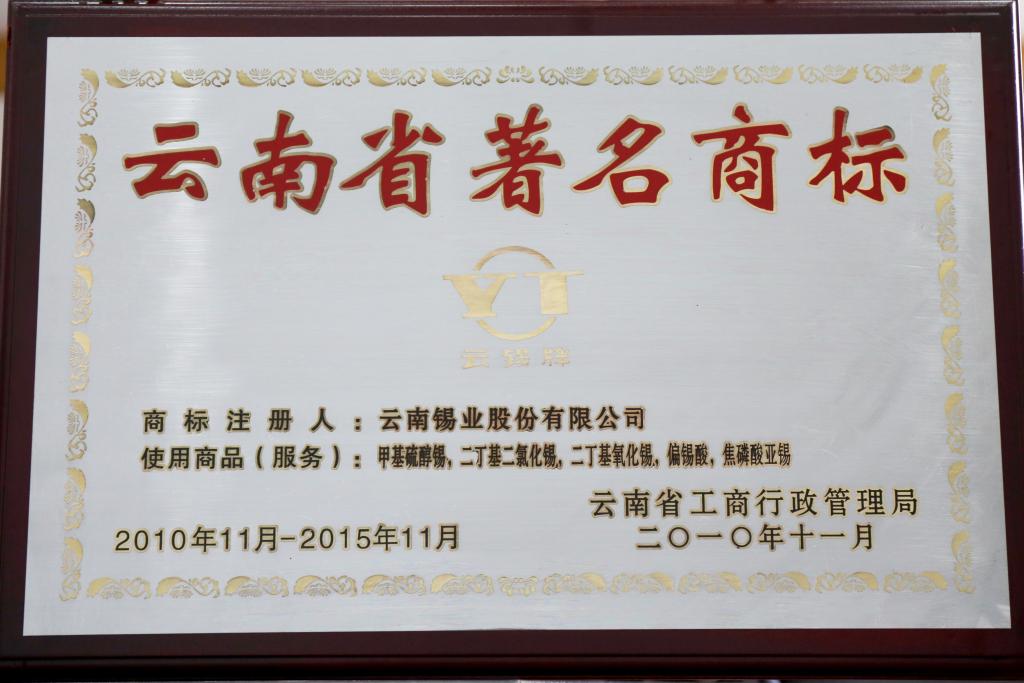 云南省著名商标
YT
云锡牌
商标注册人：云南锡业股份有限公司
使用商品（服务）：甲基硫醇锡，二丁基二氯化锡，二丁基氧化锡，偏锡酸，焦磷酸亚锡
云南省工商行政管理局
2010年11月-2015年11月
二〇一〇年十一月